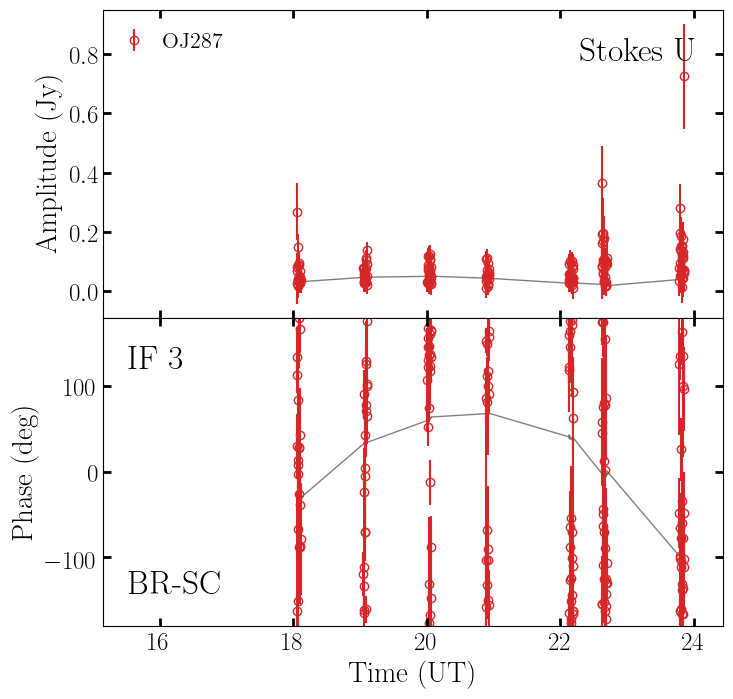 OJ287
Stokes U
Amplitude (Jy)
0.8
0.6
0.4
0.2
0.0
IF 3
BR-SC
Phase (deg)
100
0
−100
16 18 20 22 24
Time (UT)